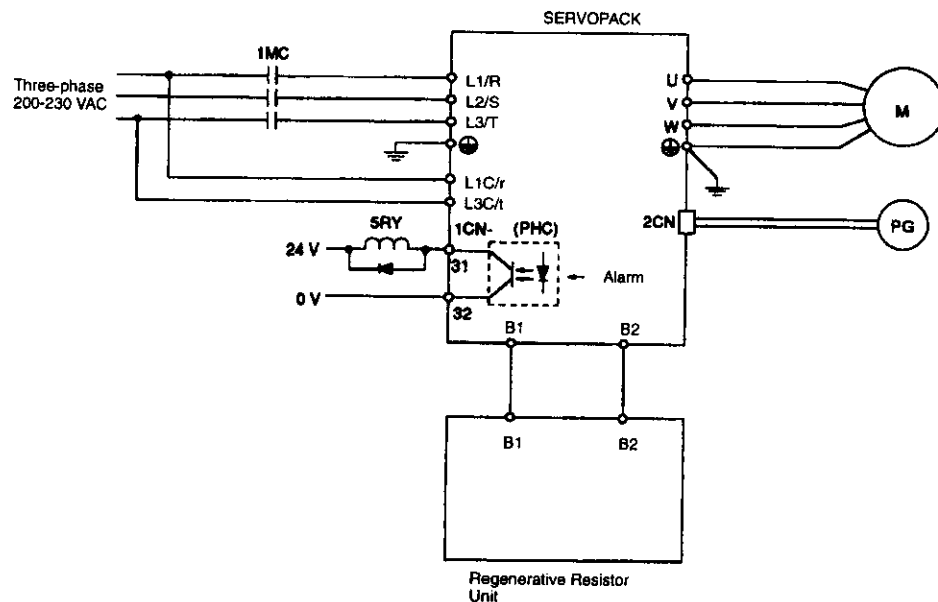 SERVOPACK
1MC
Three-phase
200-230 VAC
L1/R
L2/S
L3/T
L1C/r
L3C/t
U
V
W
M
2CN
PG
5RY
24 V
1CN-
(PHC)
31
Alarm
0 V
32
B1
B2
B1
B2
Regenerative Resistor
Unit